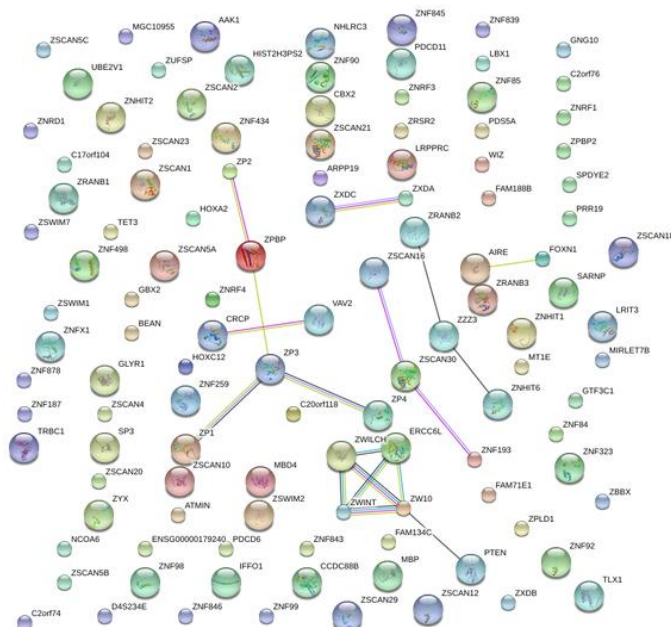 ZSCAN5C
MGC10955
AAK1
NHLRC3
ZNF845
ZNF839
GNG10
UBE2V1
ZUFSP
HIST2H3PS2
PDCD11
LBX1
ZNF90
C2orf76
ZNHIT2
ZSCAN2
CBX2
ZNRF3
ZNF85
ZNRD1
ZNF434
ZSCAN21
ZRSR2
PDS5A
ZNRF1
ZSCAN23
ZP2
LRPPRC
WIZ
ZPBP2
C17orf104
ZSCAN1
ARPP19
FAM188B
SPDYE2
ZRANB1
ZXDC
ZXDA
PRR19
ZSWIM7
TET3
HOXA2
ZRANB2
ZPBP
ZSCAN16
AIRE
FOXN1
ZNF498
ZSCAN5A
ZRANB3
SARNP
GBX2
ZNRF4
ZSWIM1
CRCP
VAV2
ZZZ3
ZNHIT1
LRIT3
ZNFX1
BEAN
ZSCAN30
MT1E
MIRLET7B
ZNF878
GLYR1
HOXC12
ZP3
ZNF259
ZP4
ZNHIT6
GTF3C1
ZNF187
ZSCAN4
C20orf118
TRBC1
SP3
ZP1
ERCC6L
ZNF84
ZWILCH
ZNF193
ZNF323
ZSCAN20
ZSCAN10
MBD4
ZYX
ATMIN
ZSWIM2
ZWINT
ZW10
FAM71E1
ZBBX
ZPLD1
NCOA6
ENSG00000179240
PDCD6
ZNF843
FAM134C
PTEN
ZNF92
ZSCAN5B
ZNF98
IFFO1
CCDC88B
MBP
TLX1
C2orf74
D4S234E
ZNF846
ZNF99
ZSCAN29
ZSCAN12
ZXDB